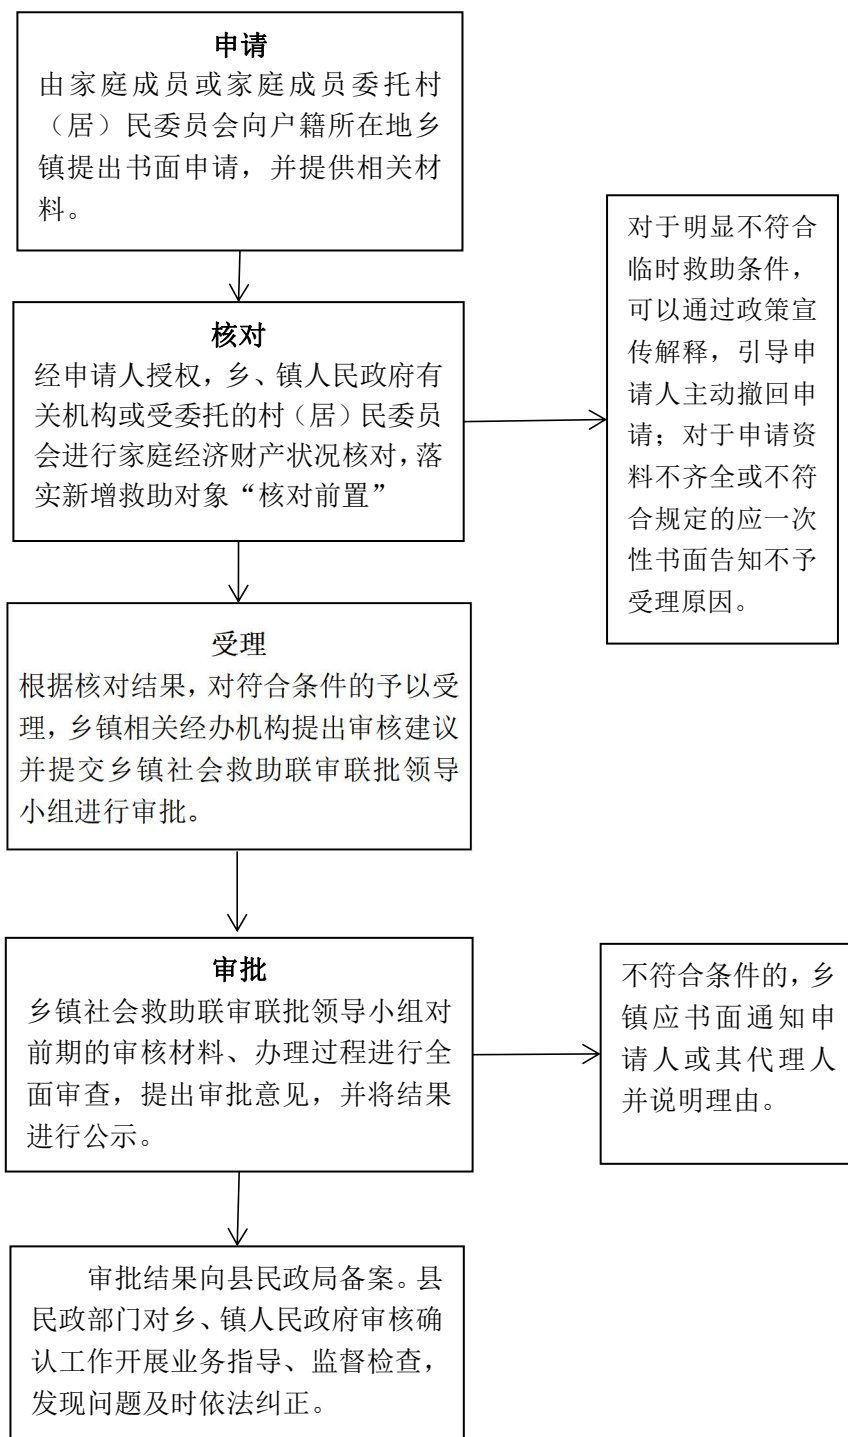 申请
由家庭成员或家庭成员委托村
（居）民委员会向户籍所在地乡
镇提出书面申请，并提供相关材
料。
核对
经申请人授权，乡、镇人民政府有
关机构或受委托的村（居）民委员
会进行家庭经济财产状况核对，落
实新增救助对象“核对前置”
对于明显不符合
临时救助条件，
可以通过政策宣
传解释，引导申
请人主动撤回申
请；对于申请资
料不齐全或不符
合规定的应一次
性书面告知不予
受理原因。
受理
根据核对结果，对符合条件的予以受
理，乡镇相关经办机构提出审核建议
并提交乡镇社会救助联审联批领导
小组进行审批。
审批
乡镇社会救助联审联批领导小组对
前期的审核材料、办理过程进行全
面审查，提出审批意见，并将结果
进行公示。
不符合条件的，乡
镇应书面通知申
请人或其代理人
并说明理由。
审批结果向县民政局备案。县
民政部门对乡、镇人民政府审核确
认工作开展业务指导、监督检查，
发现问题及时依法纠正。